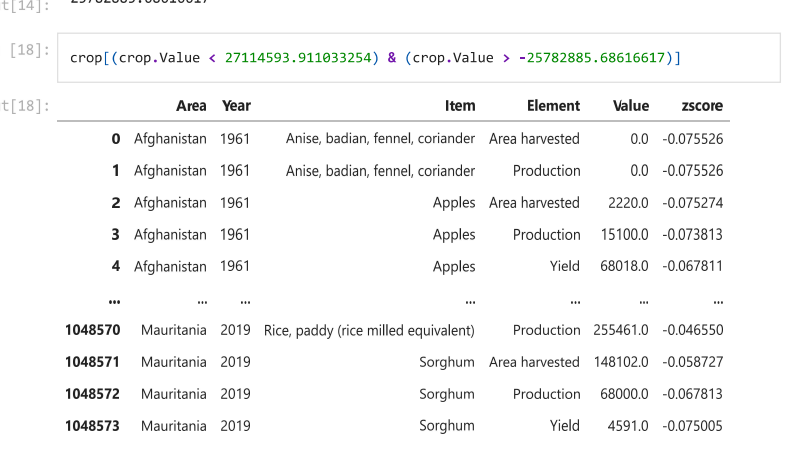 t[14]:
[18]: crop[(crop.Value < 27114593.911033254) & (crop.Value > -25782885.68616617)]
t[18]:
Area Year Item Element Value zscore
0 Afghanistan 1961 Anise, badian, fennel, coriander Area harvested 0.0 -0.075526
1 Afghanistan 1961 Anise, badian, fennel, coriander Production 0.0 -0.075526
2 Afghanistan 1961 Apples Area harvested 2220.0 -0.075274
3 Afghanistan 1961 Apples Production 15100.0 -0.073813
4 Afghanistan 1961 Apples Yield 68018.0 -0.067811
... ... ... ... ... ... ...
1048570 Mauritania 2019 Rice, paddy (rice milled equivalent) Production 255461.0 -0.046550
1048571 Mauritania 2019 Sorghum Area harvested 148102.0 -0.058727
1048572 Mauritania 2019 Sorghum Production 68000.0 -0.067813
1048573 Mauritania 2019 Sorghum Yield 4591.0 -0.075005